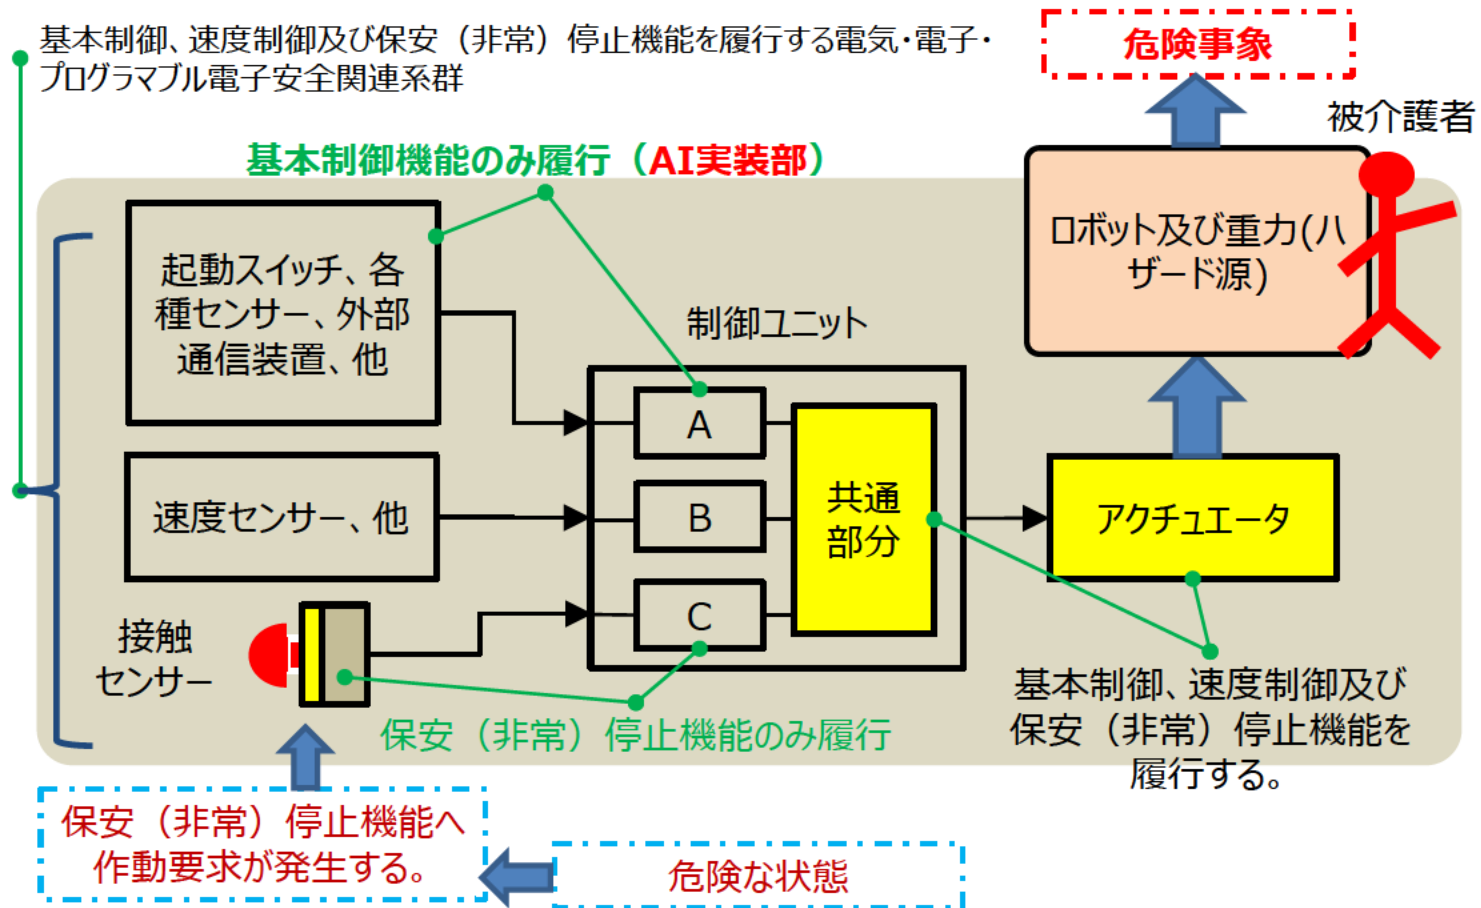 基本制御、速度制御及び保安（非常）停止機能を履行する電気・電子・
プログラマブル電子安全関連系群
危険事象
被介護者
基本制御機能のみ履行（AI実装部）
ロボット及び重力(ハ
ザード源)
起動スイッチ、各
種センサー、外部
通信装置、他
制御ユニット
A
速度センサー、他
B
共通
部分
アクチュエータ
C
接触
センサー
保安（非常）停止機能のみ履行
基本制御、速度制御及び
保安（非常）停止機能を
履行する。
保安（非常）停止機能へ
作動要求が発生する。
危険な状態